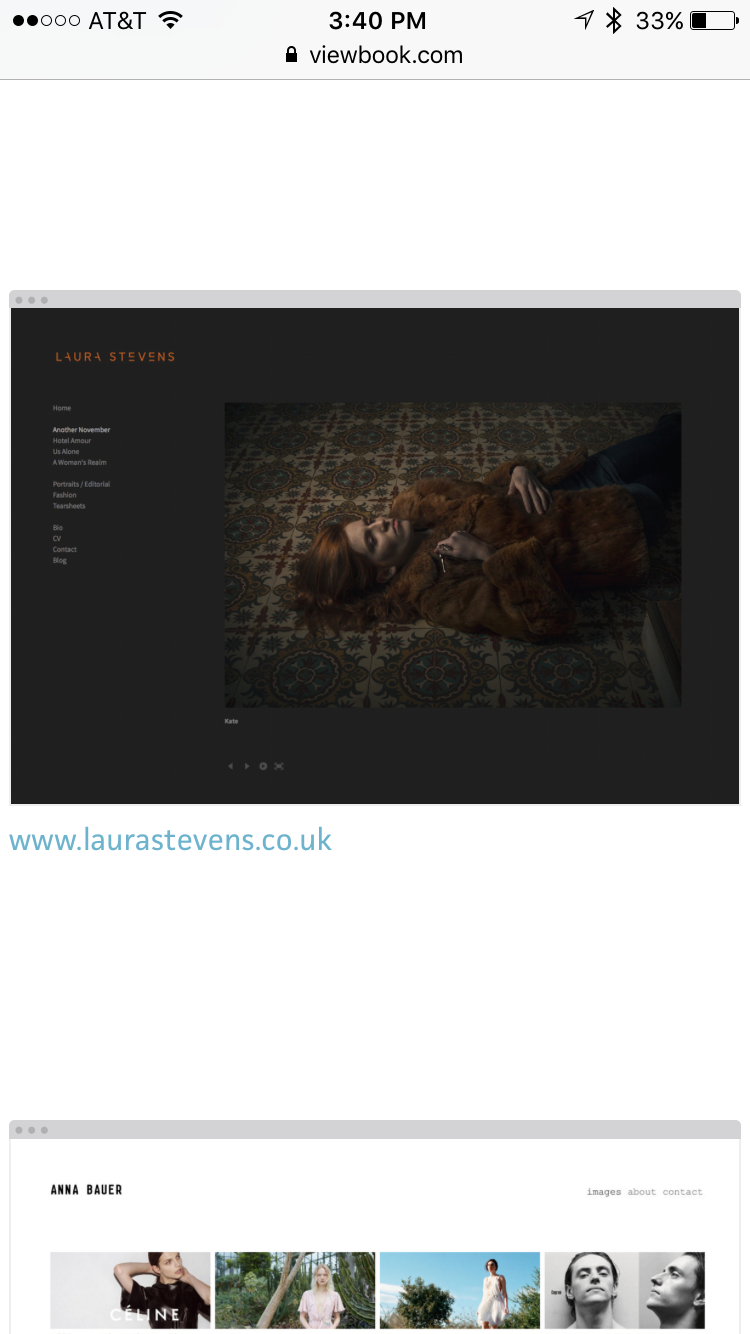 AT&T 3:40 PM 33%
viewbook.com
LAURA STEVENS
Home
Another November
Hotel Amour
Us Alone
A Woman's Realm
Portraits / Editorial
Fashion
Tearsheets
Bio
CV
Contact
Blog
Kate
www.laurastevens.co.uk
ANNA BAUER
images about contact
CÉLINE